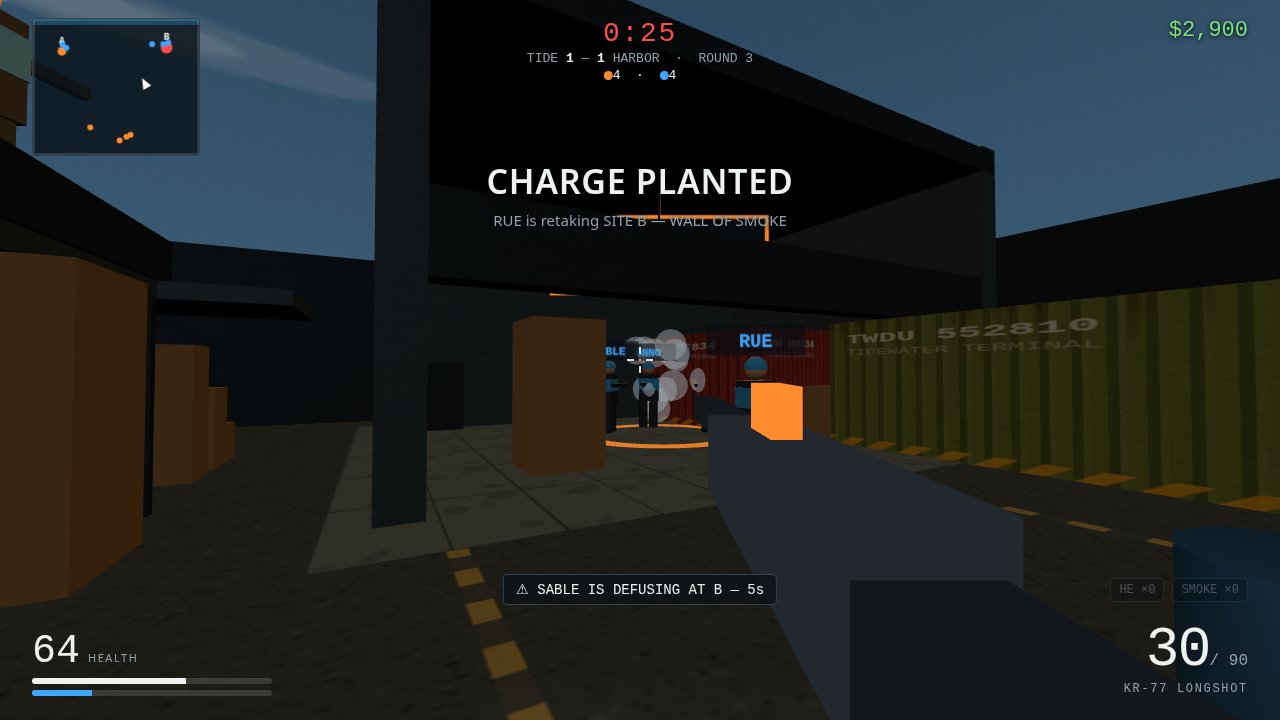 A
B
0:25
TIDE 1 — 1 HARBOR · ROUND 3
4 · 4
$2,900
CHARGE PLANTED
RUE is retaking SITE B — WALL OF SMOKE
RUE
TWDU 552810
TIDEWATER TERMINAL
⚠ SABLE IS DEFUSING AT B — 5s
HE ×0
SMOKE ×0
64 HEALTH
30 / 90
KR-77 LONGSHOT